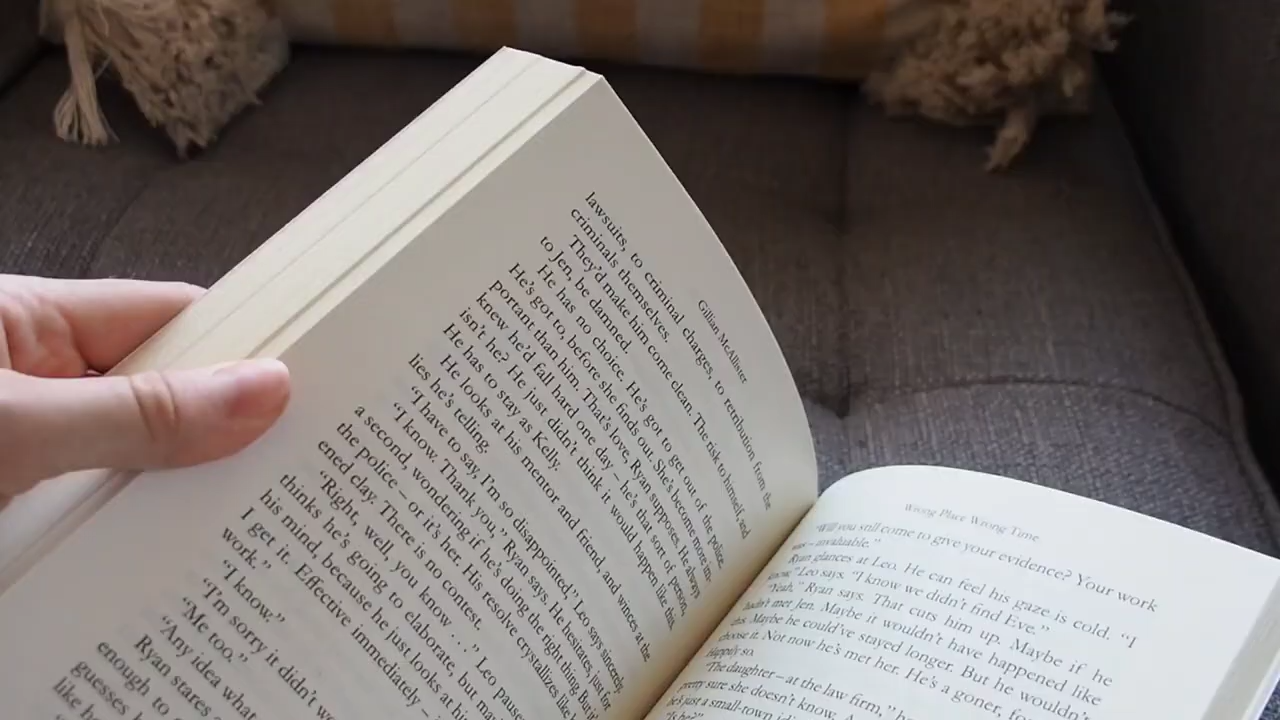 Gillian McAllister
lawsuits, to criminal charges, to retribution from the
criminals themselves.
They'd make him come clean. The risk to himself, and
to Jen, be damned.
He has no choice. He's got to get out of the police.
He's got to, before she finds out. She's become more im-
portant than him. That's love, Ryan supposes. He always
knew he'd fall hard one day – he's that sort of person,
isn't he? He just didn't think it would happen like this.
He has to stay as Kelly.
He looks at his mentor and friend, and winces at the
lies he's telling.
"I have to say, I'm so disappointed," Leo says sincerely.
"I know. Thank you," Ryan says. He hesitates, just for
a second, wondering if he's doing the right thing. But it's
the police – or it's her. His resolve crystallizes like
ened clay. There is no contest.
"Right, well, you know . . ." Leo pauses
thinks he's going to elaborate, but
his mind, because he just looks at
I get it. Effective immediately –
work."
"I know."
"I'm sorry it didn't
"Me too."
"Any idea what
Ryan stares
enough to
guesses
like he
Wrong Place Wrong Time
"Will you still come to give your evidence? Your work
was – invaluable."
Ryan glances at Leo. He can feel his gaze is cold. "I
know," Leo says. "I know we didn't find Eve."
"Yeah," Ryan says. That cuts him up. Maybe if he
hadn't met Jen. Maybe it wouldn't have happened like
this. Maybe he could've stayed longer. But he wouldn't
choose it. Not now he's met her. He's a goner,
Happily so.
"The daughter – at the law firm,"
pretty sure she doesn't know.
he's just a small-town